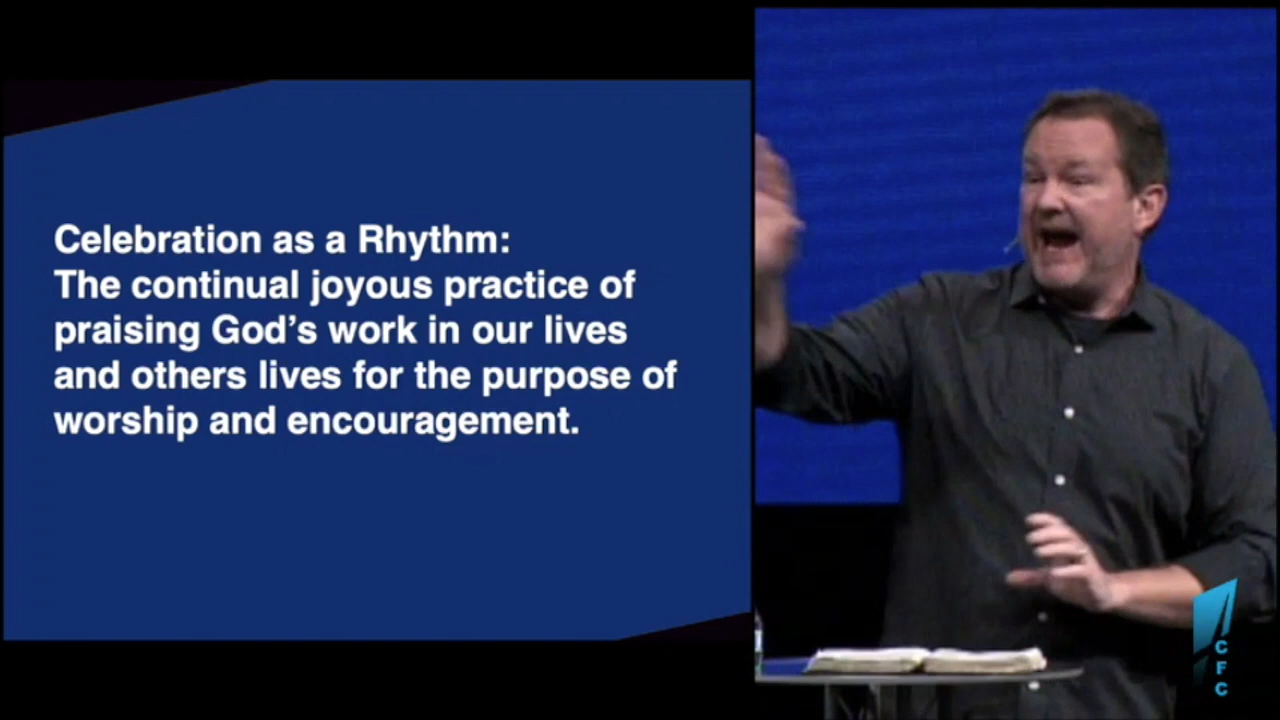 Celebration as a Rhythm:
The continual joyous practice of
praising God’s work in our lives
and others lives for the purpose of
worship and encouragement.
C
F
C